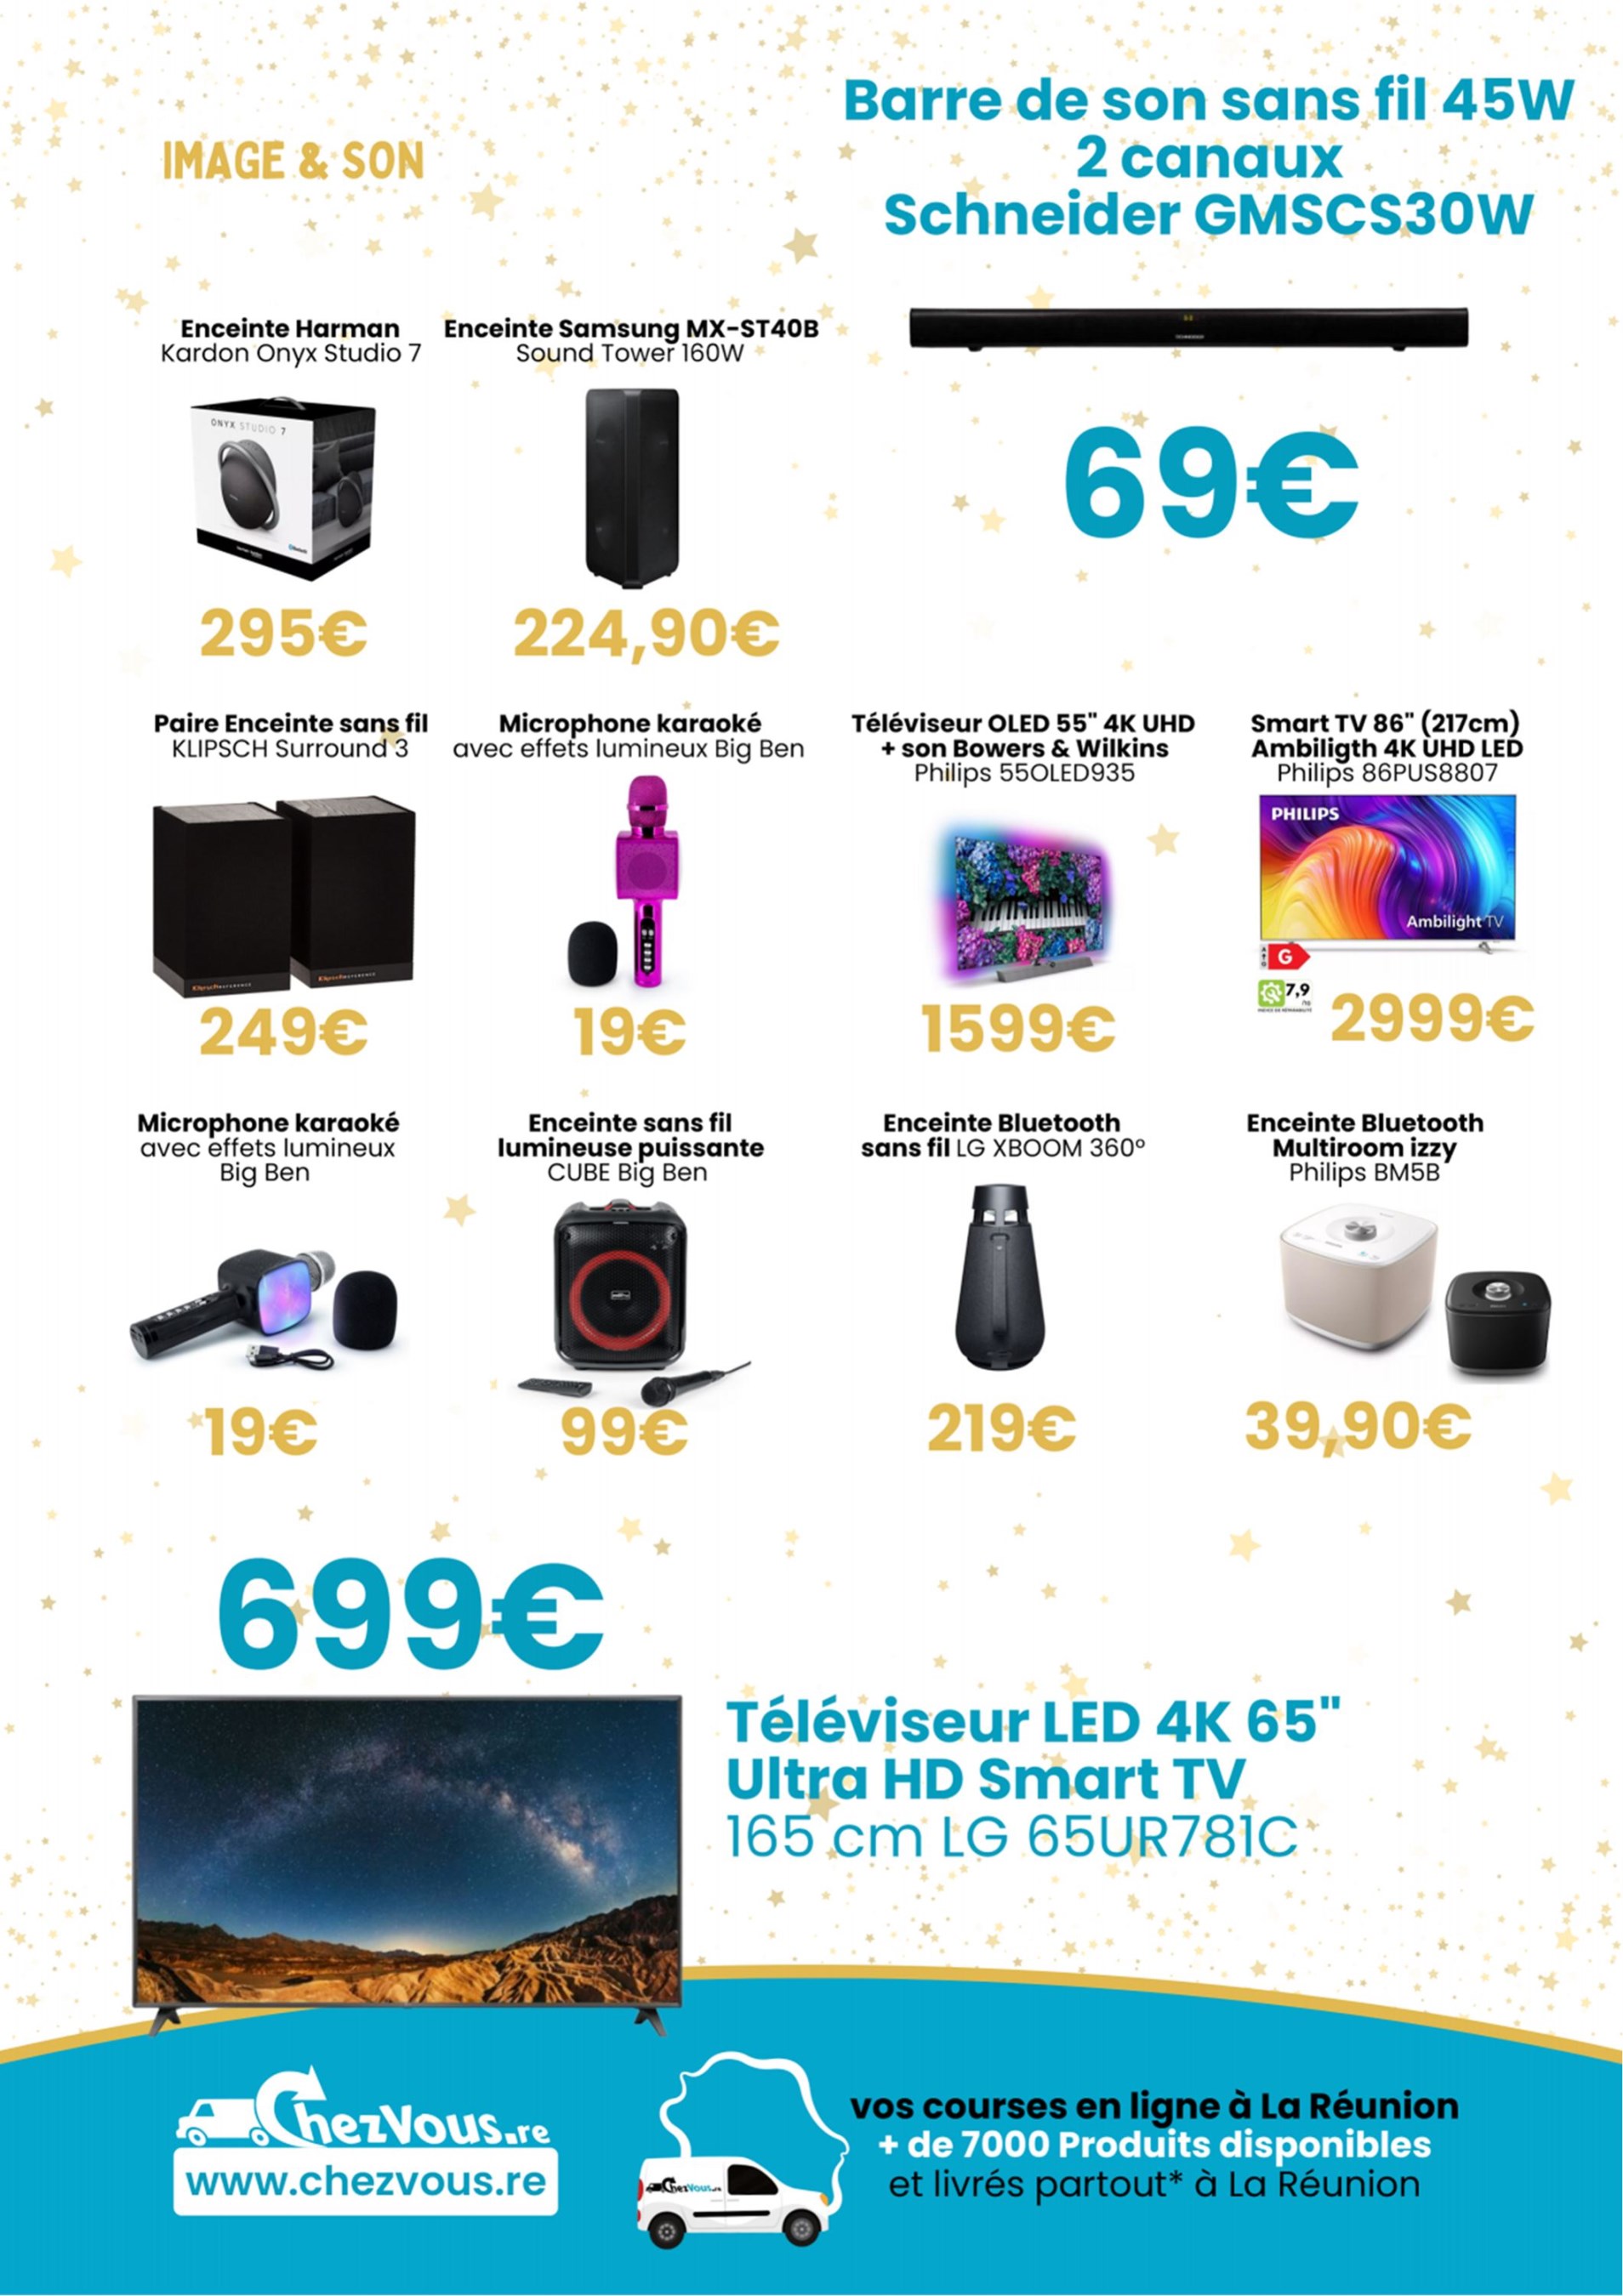 IMAGE & SON
Barre de son sans fil 45W
2 canaux
Schneider GMSCS30W
69€
Enceinte Harman
Kardon Onyx Studio 7
ONYX STUDIO 7
295€
Enceinte Samsung MX-ST40B
Sound Tower 160W
224,90€
Paire Enceinte sans fil
KLIPSCH Surround 3
249€
Microphone karaoké
avec effets lumineux Big Ben
19€
Téléviseur OLED 55" 4K UHD
+ son Bowers & Wilkins
Philips 55OLED935
1599€
Smart TV 86" (217cm)
Ambiligth 4K UHD LED
Philips 86PUS8807
PHILIPS
Ambilight TV
G
7,9
/10
INDICE DE RÉPARABILITÉ
2999€
Microphone karaoké
avec effets lumineux
Big Ben
19€
Enceinte sans fil
lumineuse puissante
CUBE Big Ben
99€
Enceinte Bluetooth
sans fil LG XBOOM 360°
219€
Enceinte Bluetooth
Multiroom izzy
Philips BM5B
39,90€
699€
Téléviseur LED 4K 65"
Ultra HD Smart TV
165 cm LG 65UR781C
ChezVous.re
www.chezvous.re
ChezVous.re
vos courses en ligne à La Réunion
+ de 7000 Produits disponibles
et livrés partout* à La Réunion